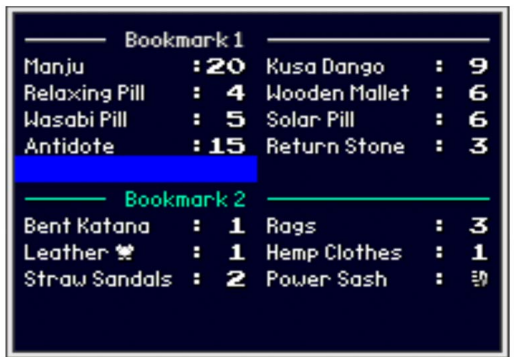 Bookmark 1
Manju : 20 Kusa Dango : 9
Relaxing Pill : 4 Wooden Mallet : 6
Wasabi Pill : 5 Solar Pill : 6
Antidote : 15 Return Stone : 3
Bookmark 2
Bent Katana : 1 Rags : 3
Leather : 1 Hemp Clothes : 1
Straw Sandals : 2 Power Sash :